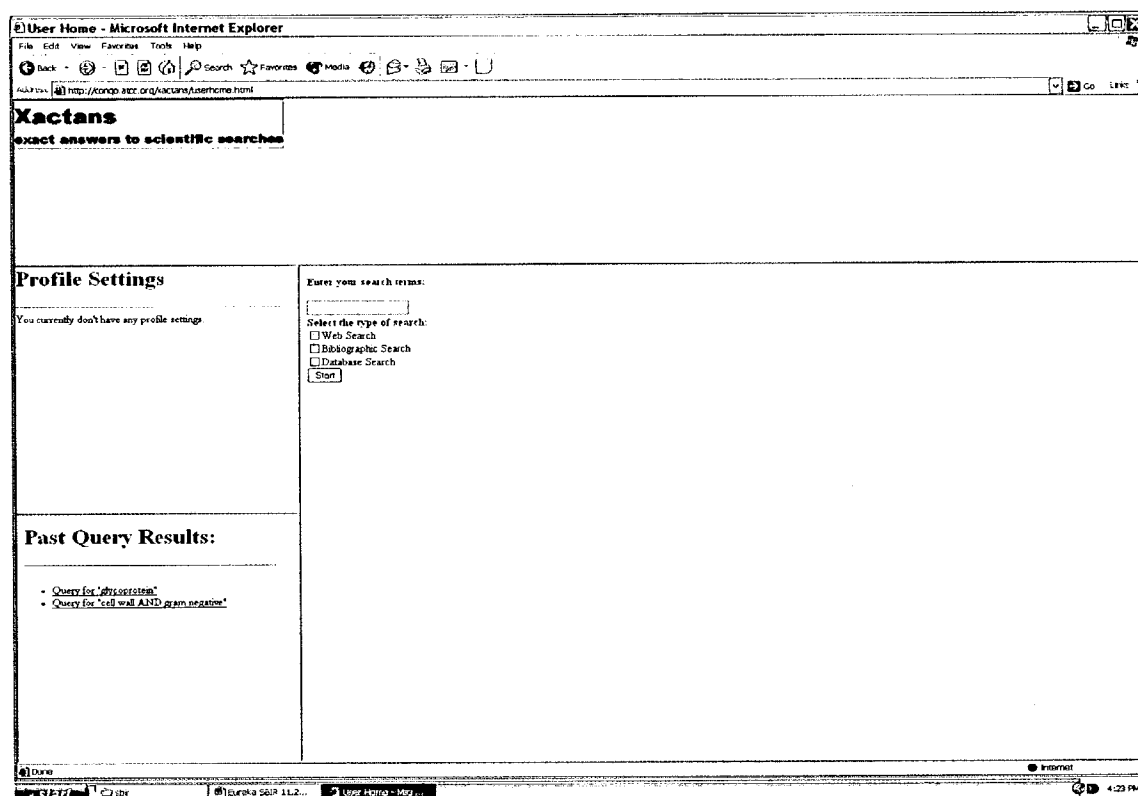 User Home - Microsoft Internet Explorer
File Edit View Favorites Tools Help
Back Search Favorites Media
Address http://congo.atcc.org/xactans/userhome.html Go Links
Xactans
exact answers to scientific searches
Profile Settings
You currently don't have any profile settings.
Enter your search terms:
Select the type of search:
Web Search
Bibliographic Search
Database Search
Start
Past Query Results:
Query for "glycoprotein"
Query for "cell wall AND gram negative"
Done Internet
sbir Eureka SBIR 11.2... User Home - Mic... 4:23 PM